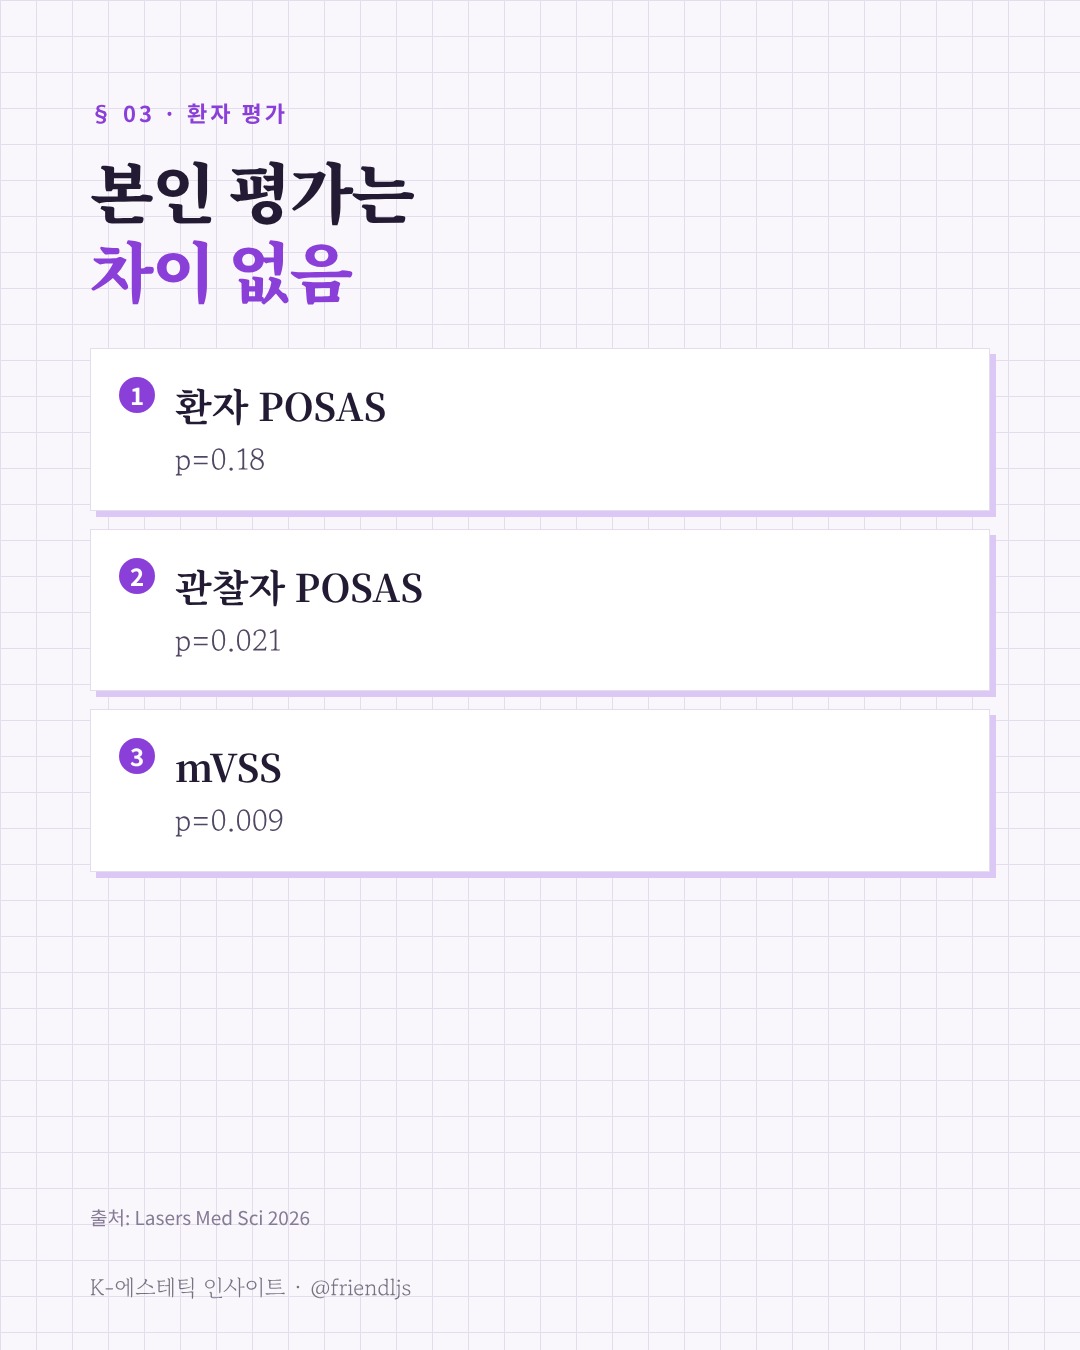 § 03 · 환자 평가
본인 평가는
차이 없음
1 환자 POSAS
p=0.18
2 관찰자 POSAS
p=0.021
3 mVSS
p=0.009
출처: Lasers Med Sci 2026
K-에스테틱 인사이트 · @friendljs